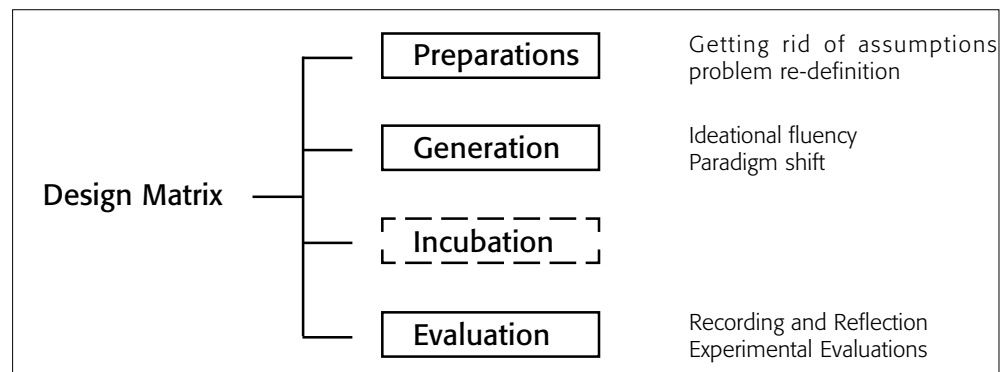 Preparations
Getting rid of assumptions
problem re-definition
Generation
Ideational fluency
Paradigm shift
Design Matrix
Incubation
Evaluation
Recording and Reflection
Experimental Evaluations